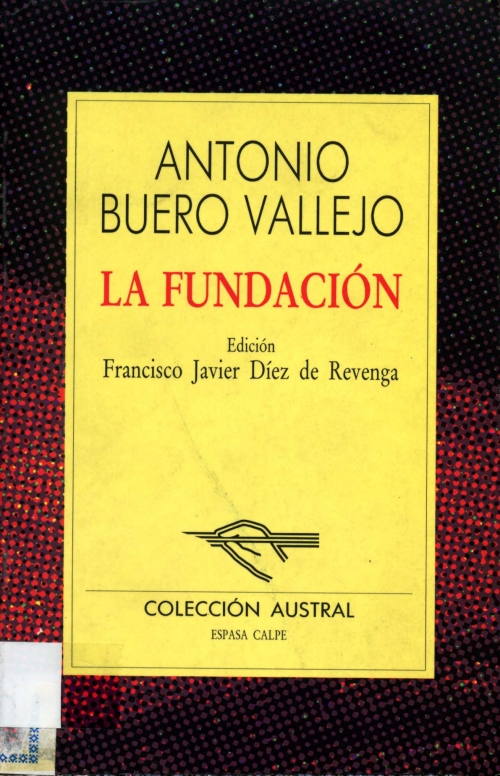 ANTONIO
BUERO VALLEJO
LA FUNDACIÓN
Edición
Francisco Javier Díez de Revenga
COLECCIÓN AUSTRAL
ESPASA CALPE